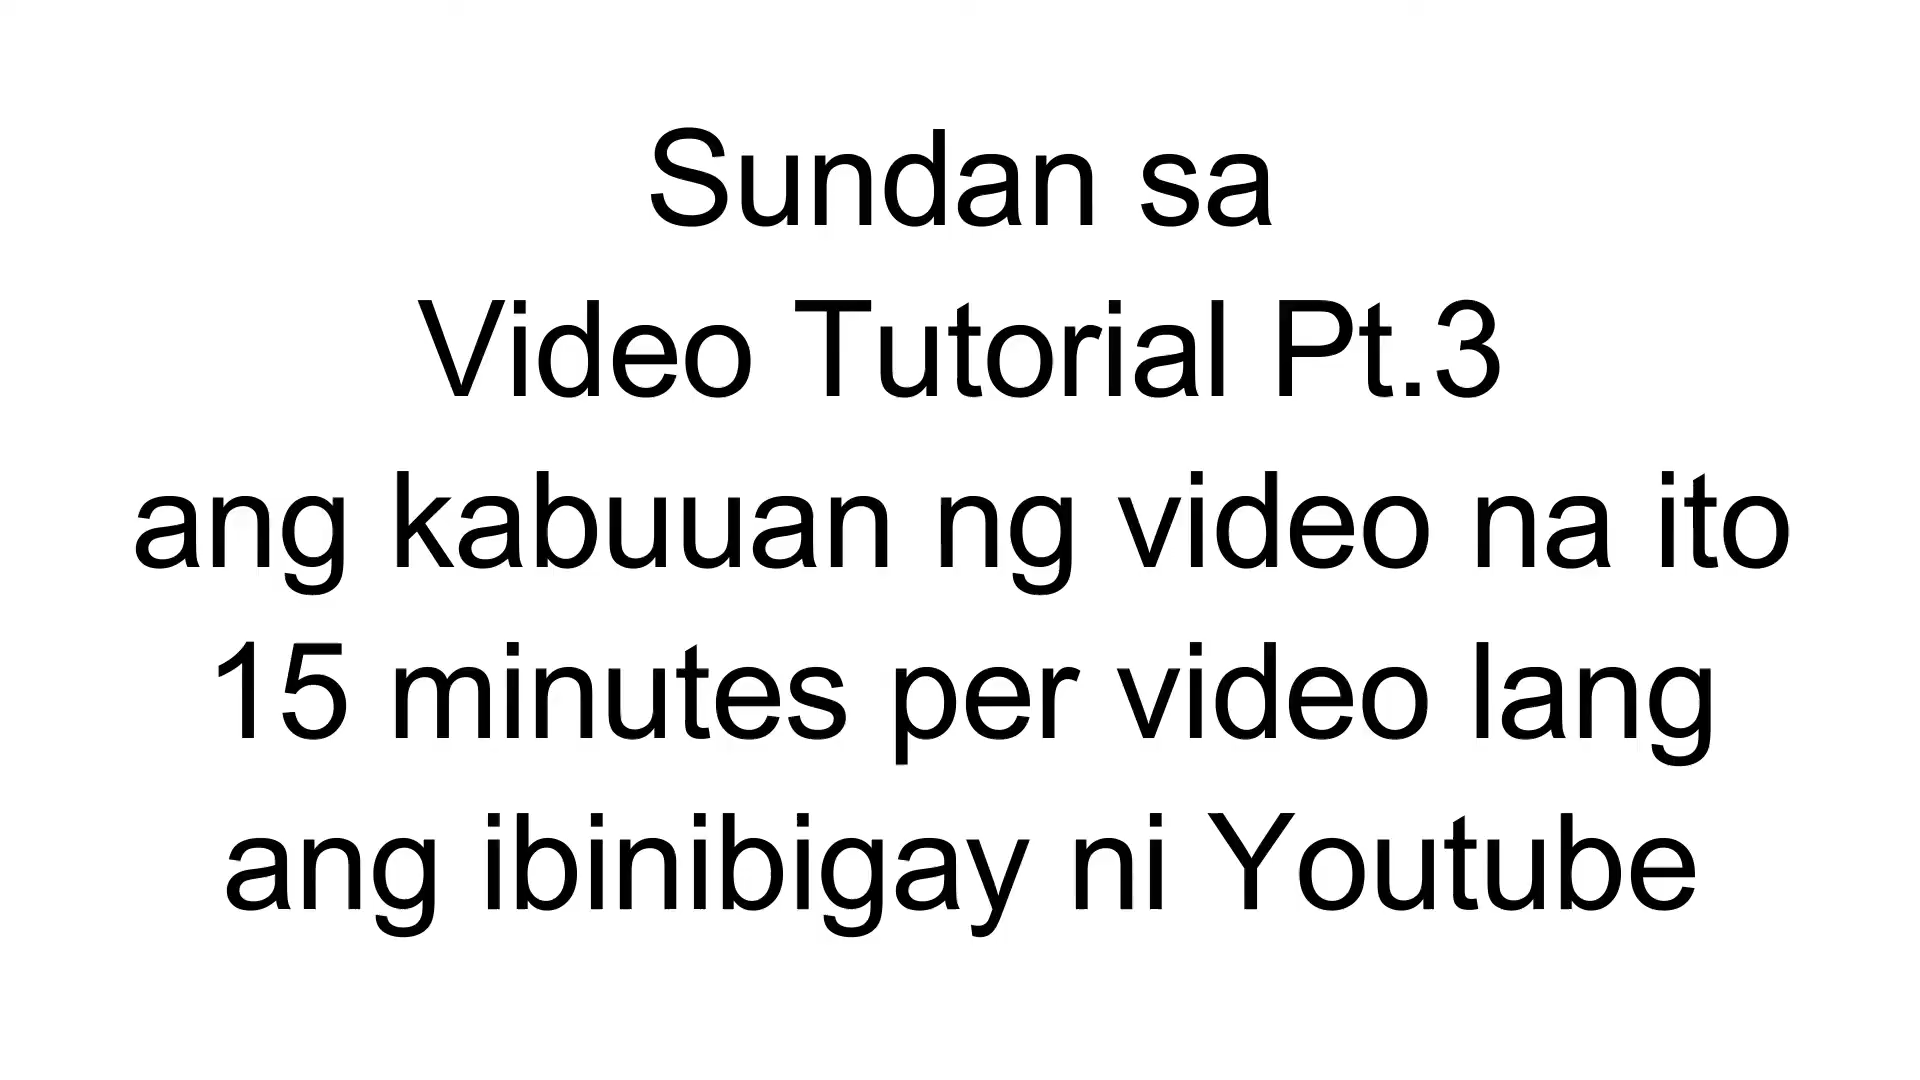 Sundan sa
Video Tutorial Pt.3
ang kabuuan ng video na ito
15 minutes per video lang
ang ibinibigay ni Youtube